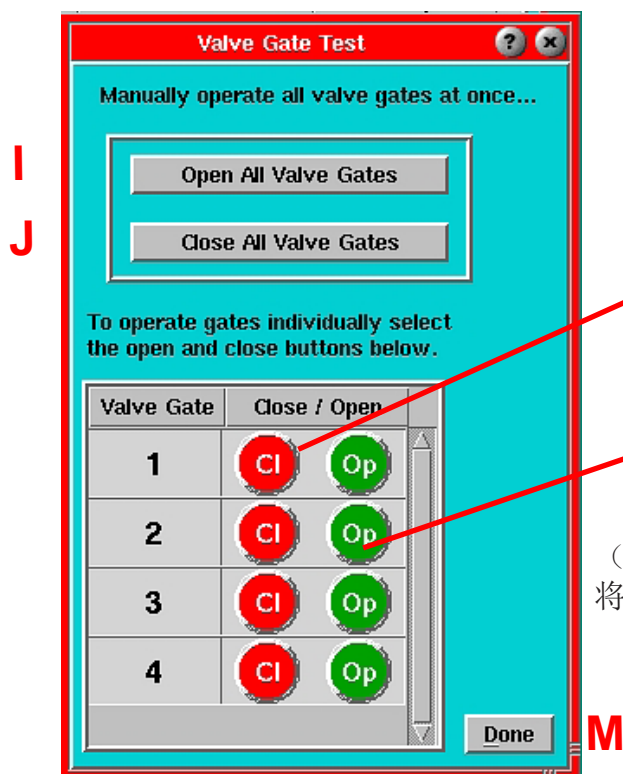 Valve Gate Test
Manually operate all valve gates at once...
I
Open All Valve Gates
J
Close All Valve Gates
To operate gates individually select
the open and close buttons below.
Valve Gate Close / Open
1 Cl Op
2 Cl Op
(
3 Cl Op
将
4 Cl Op
Done M